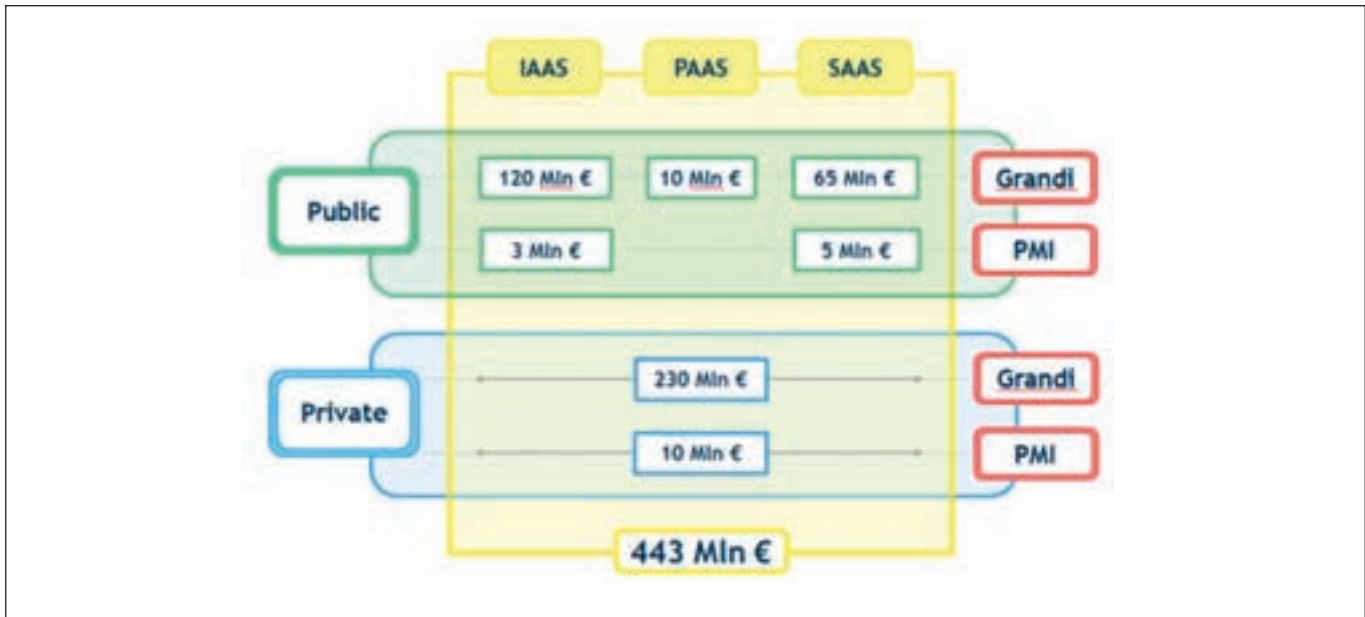 IAAS PAAS SAAS
120 Mln € 10 Mln € 65 Mln € Grandi
Public
3 Mln € 5 Mln € PMI
230 Mln € Grandi
Private
10 Mln € PMI
443 Mln €